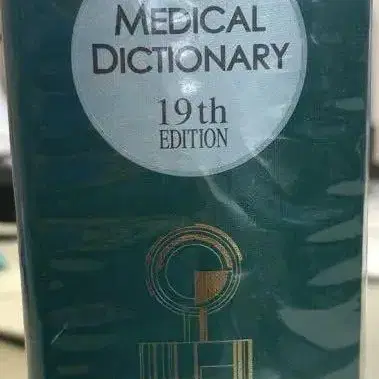 MEDICAL
DICTIONARY
19th
EDITION